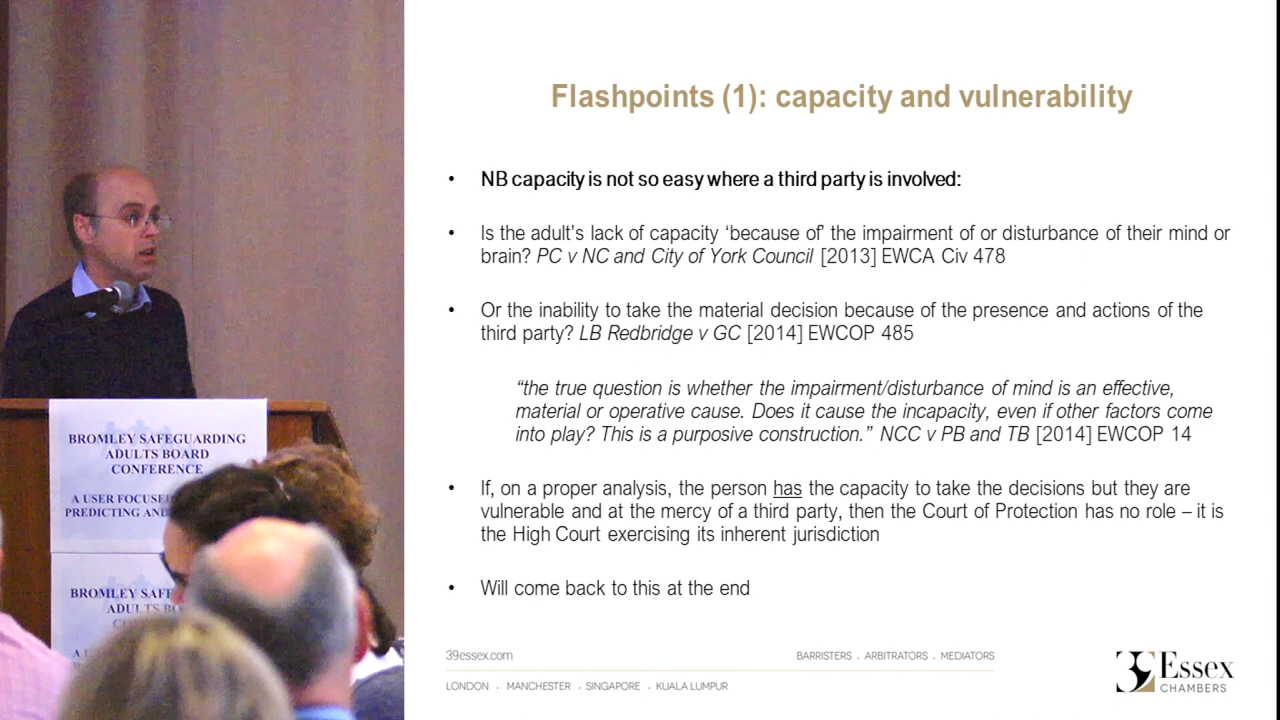 BROMLEY SAFEGUARDING
ADULTS BOARD
CONFERENCE
A USER FOCUSED
PREDICTING AND
BROMLEY SAFE
ADULTS BO
Flashpoints (1): capacity and vulnerability
• NB capacity is not so easy where a third party is involved:
• Is the adult’s lack of capacity ‘because of’ the impairment of or disturbance of their mind or
brain? PC v NC and City of York Council [2013] EWCA Civ 478
• Or the inability to take the material decision because of the presence and actions of the
third party? LB Redbridge v GC [2014] EWCOP 485
“the true question is whether the impairment/disturbance of mind is an effective,
material or operative cause. Does it cause the incapacity, even if other factors come
into play? This is a purposive construction.” NCC v PB and TB [2014] EWCOP 14
• If, on a proper analysis, the person has the capacity to take the decisions but they are
vulnerable and at the mercy of a third party, then the Court of Protection has no role – it is
the High Court exercising its inherent jurisdiction
• Will come back to this at the end
39essex.com
BARRISTERS . ARBITRATORS . MEDIATORS
LONDON . MANCHESTER . SINGAPORE . KUALA LUMPUR
39 Essex
CHAMBERS